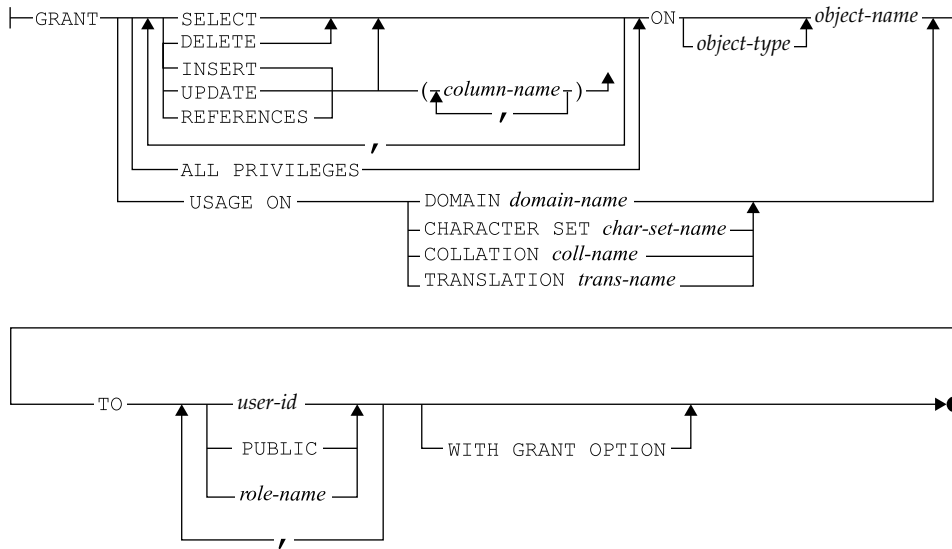 GRANT SELECT ON object-name
DELETE object-type
INSERT
UPDATE ( column-name )
REFERENCES ,
,
ALL PRIVILEGES
USAGE ON DOMAIN domain-name
CHARACTER SET char-set-name
COLLATION coll-name
TRANSLATION trans-name
TO user-id
PUBLIC WITH GRANT OPTION
role-name
,